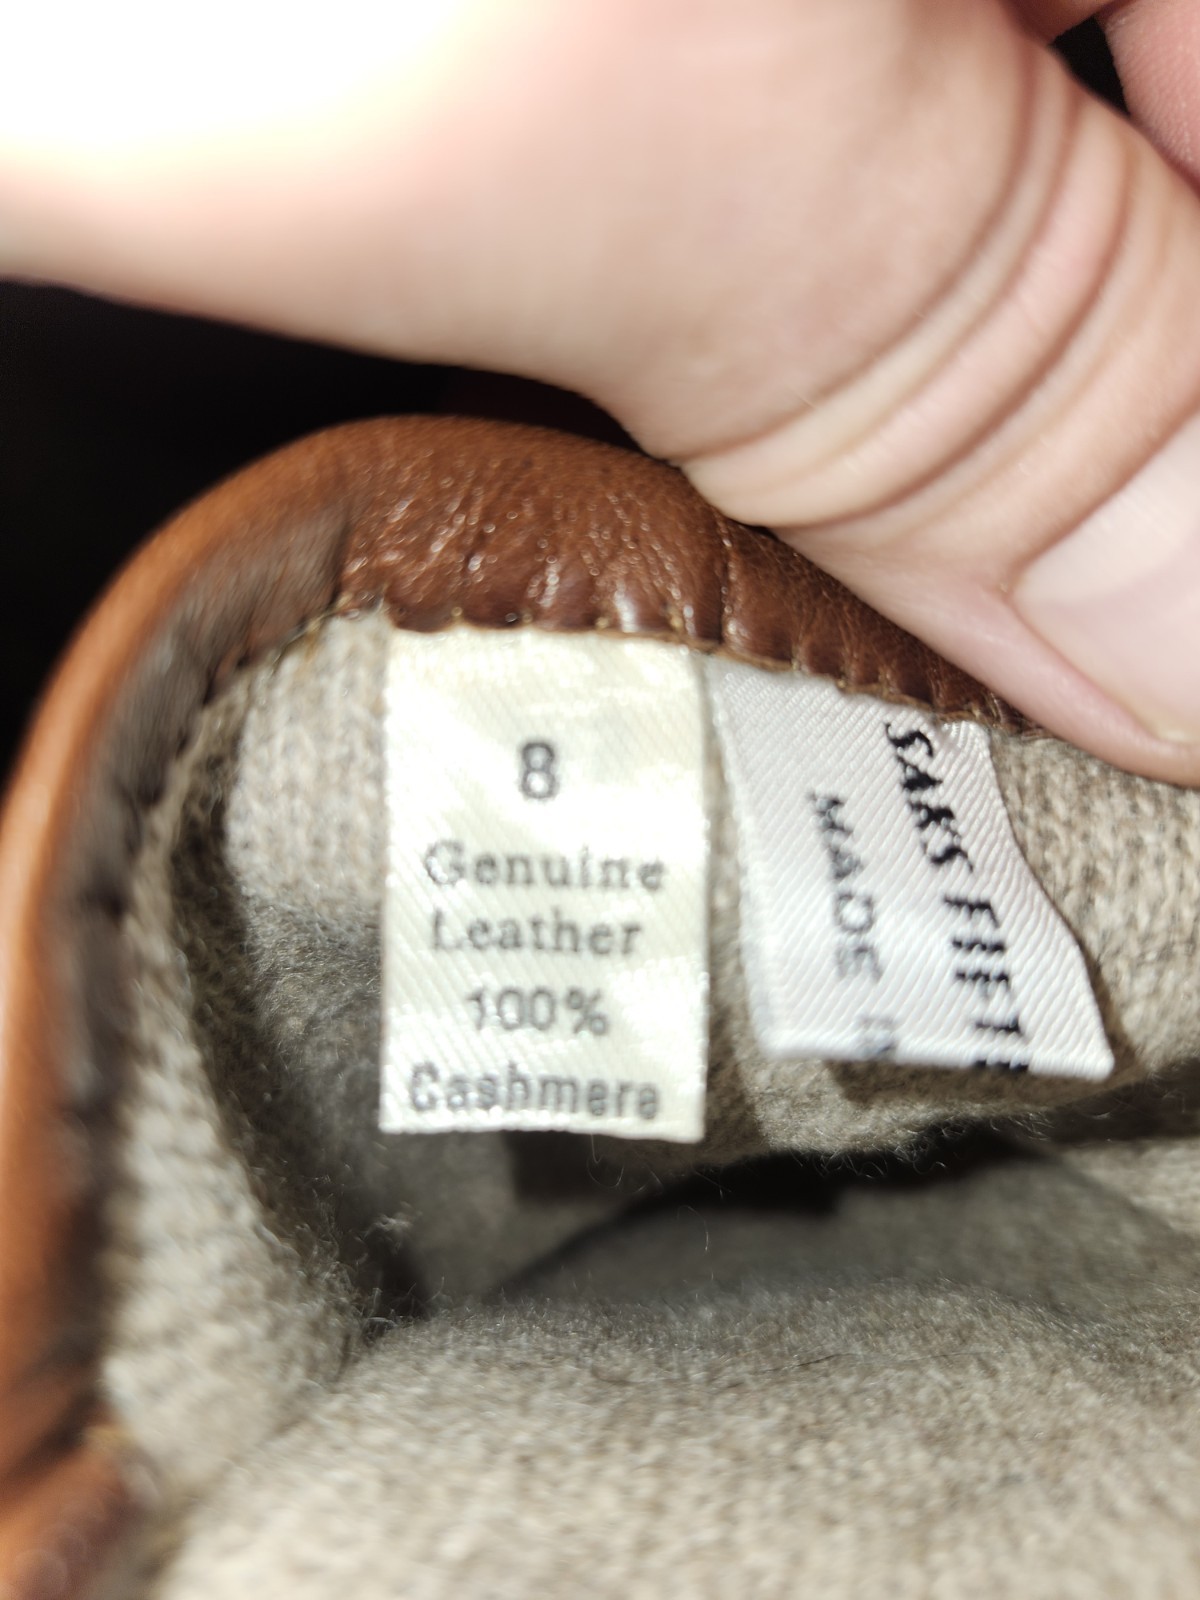 8
Genuine
Leather
100%
Cashmere
SAKS FIFT
MADE